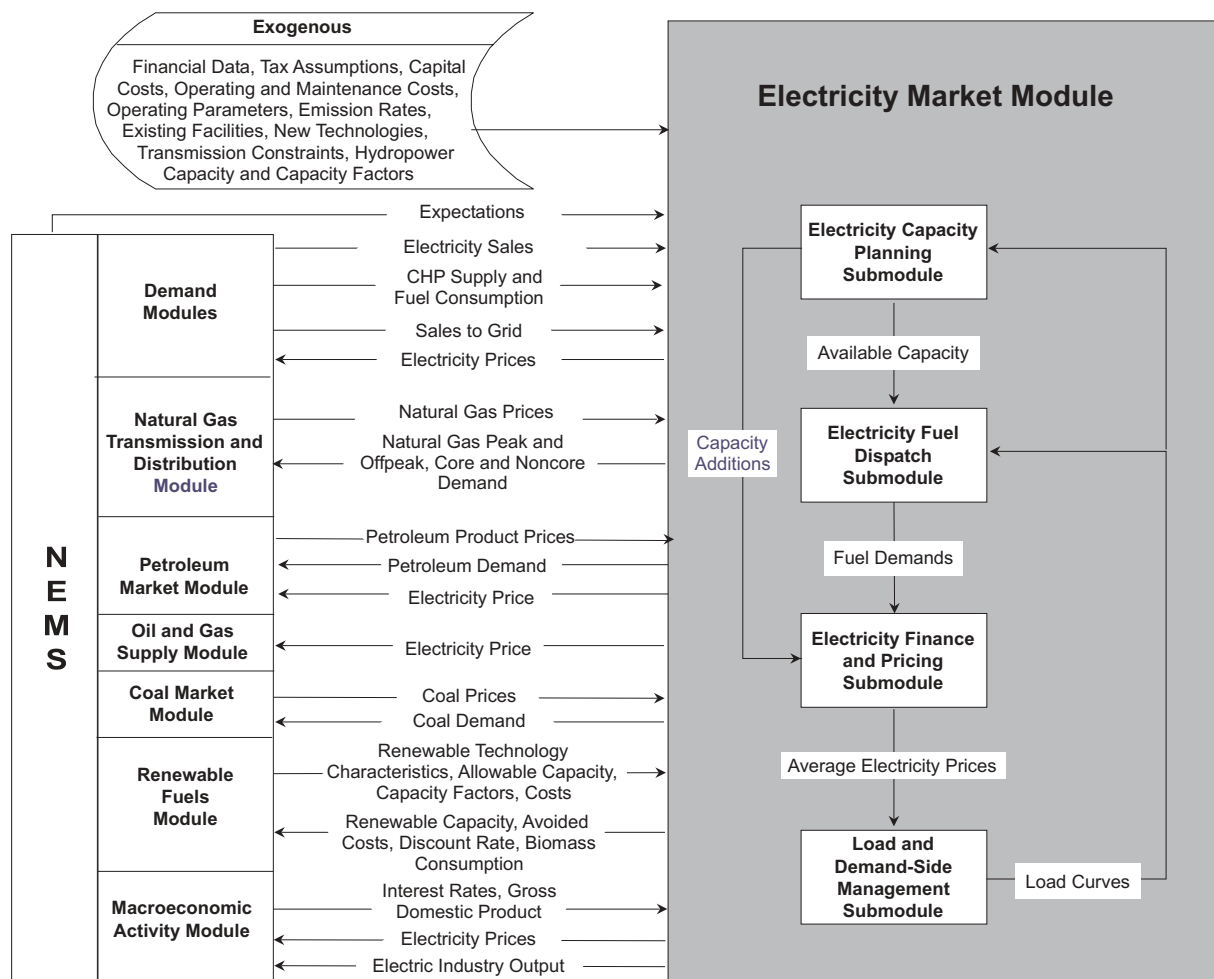 Exogenous
Financial Data, Tax Assumptions, Capital
Costs, Operating and Maintenance Costs,
Operating Parameters, Emission Rates,
Existing Facilities, New Technologies,
Transmission Constraints, Hydropower
Capacity and Capacity Factors
Electricity Market Module
Expectations
NEMS
Demand
Modules
Electricity Sales
CHP Supply and
Fuel Consumption
Sales to Grid
Electricity Prices
Natural Gas
Transmission and
Distribution
Module
Natural Gas Prices
Natural Gas Peak and
Offpeak, Core and Noncore
Demand
Petroleum
Market Module
Petroleum Product Prices
Petroleum Demand
Electricity Price
Oil and Gas
Supply Module
Electricity Price
Coal Market
Module
Coal Prices
Coal Demand
Renewable
Fuels
Module
Renewable Technology
Characteristics, Allowable Capacity,
Capacity Factors, Costs
Renewable Capacity, Avoided
Costs, Discount Rate, Biomass
Consumption
Macroeconomic
Activity Module
Interest Rates, Gross
Domestic Product
Electricity Prices
Electric Industry Output
Electricity Capacity
Planning
Submodule
Available Capacity
Capacity
Additions
Electricity Fuel
Dispatch
Submodule
Fuel Demands
Electricity Finance
and Pricing
Submodule
Average Electricity Prices
Load and
Demand-Side
Management
Submodule
Load Curves